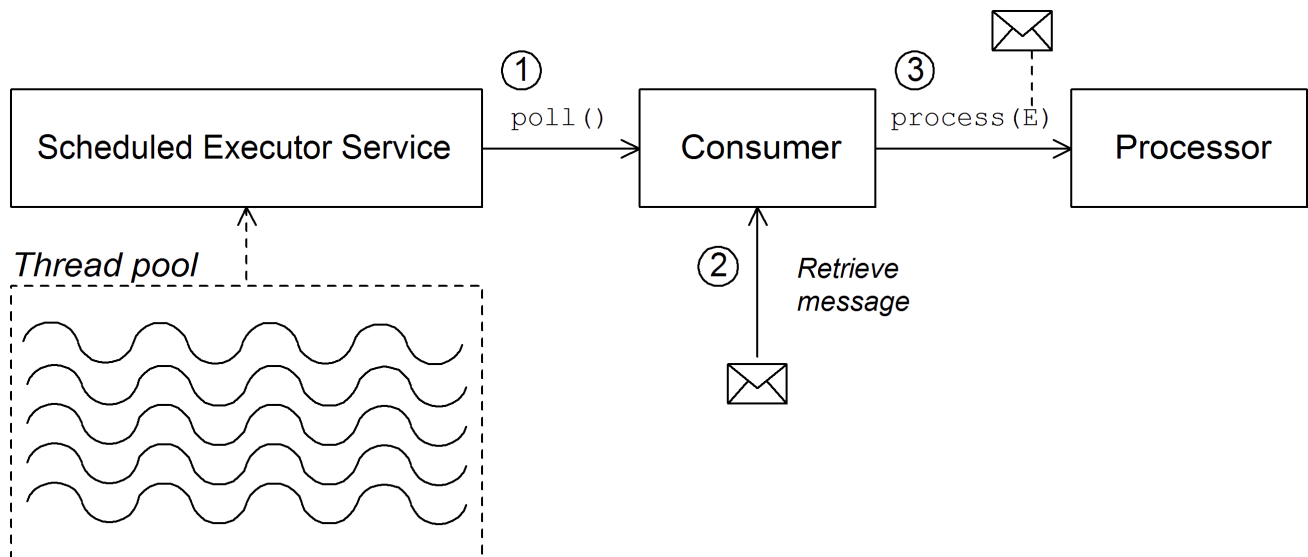 1
3
poll()
process(E)
Scheduled Executor Service
Consumer
Processor
Thread pool
2
Retrieve
message